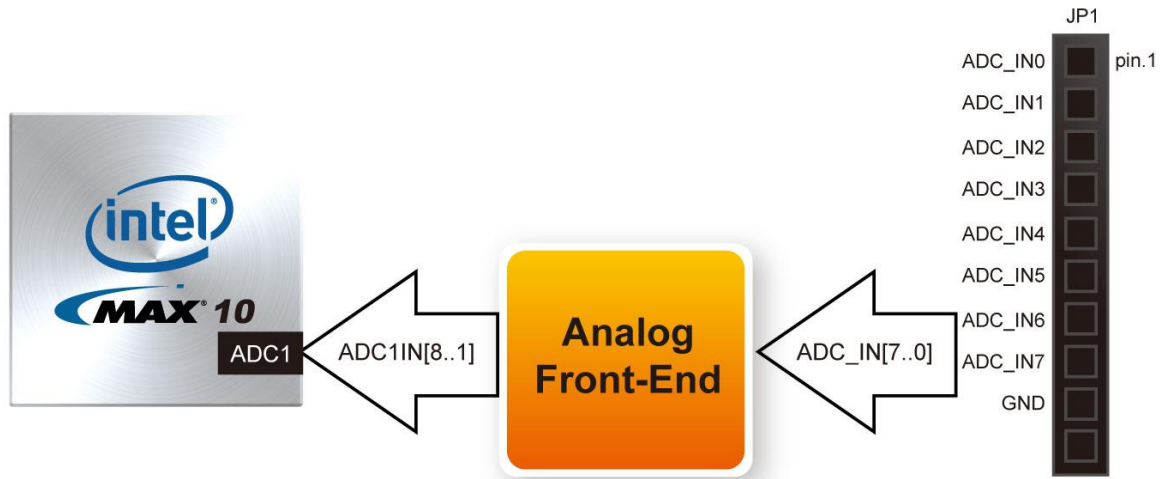 JP1
ADC_IN0
pin.1
ADC_IN1
ADC_IN2
ADC_IN3
ADC_IN4
ADC_IN5
ADC_IN6
ADC_IN7
GND
intel®
MAX® 10
ADC1
ADC1IN[8..1]
Analog
Front-End
ADC_IN[7..0]